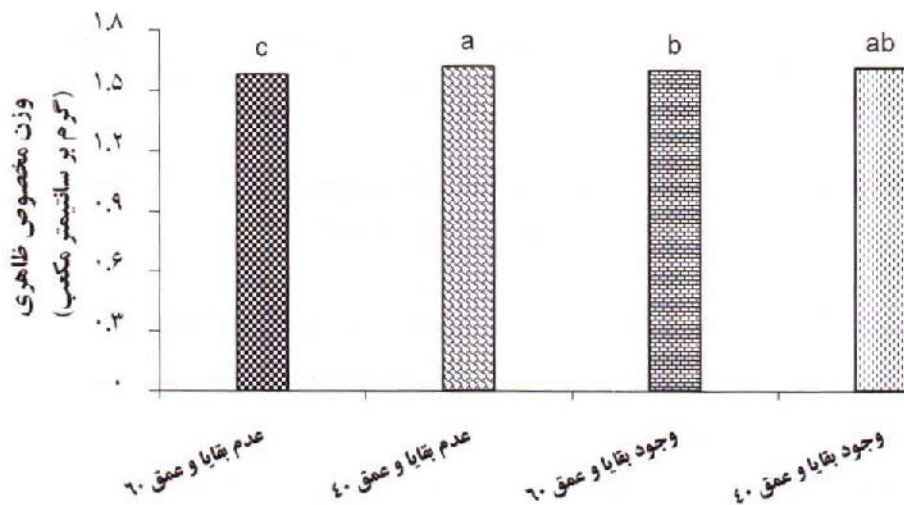 وزن مخصوص ظاهری
(گرم بر سانتیمتر مکعب)
۱.۸
۱.۵
۱.۲
۰.۹
۰.۶
۰.۳
۰
c
a
b
ab
عدم بقایا و عمق ۶۰
عدم بقایا و عمق ۴۰
وجود بقایا و عمق ۶۰
وجود بقایا و عمق ۴۰